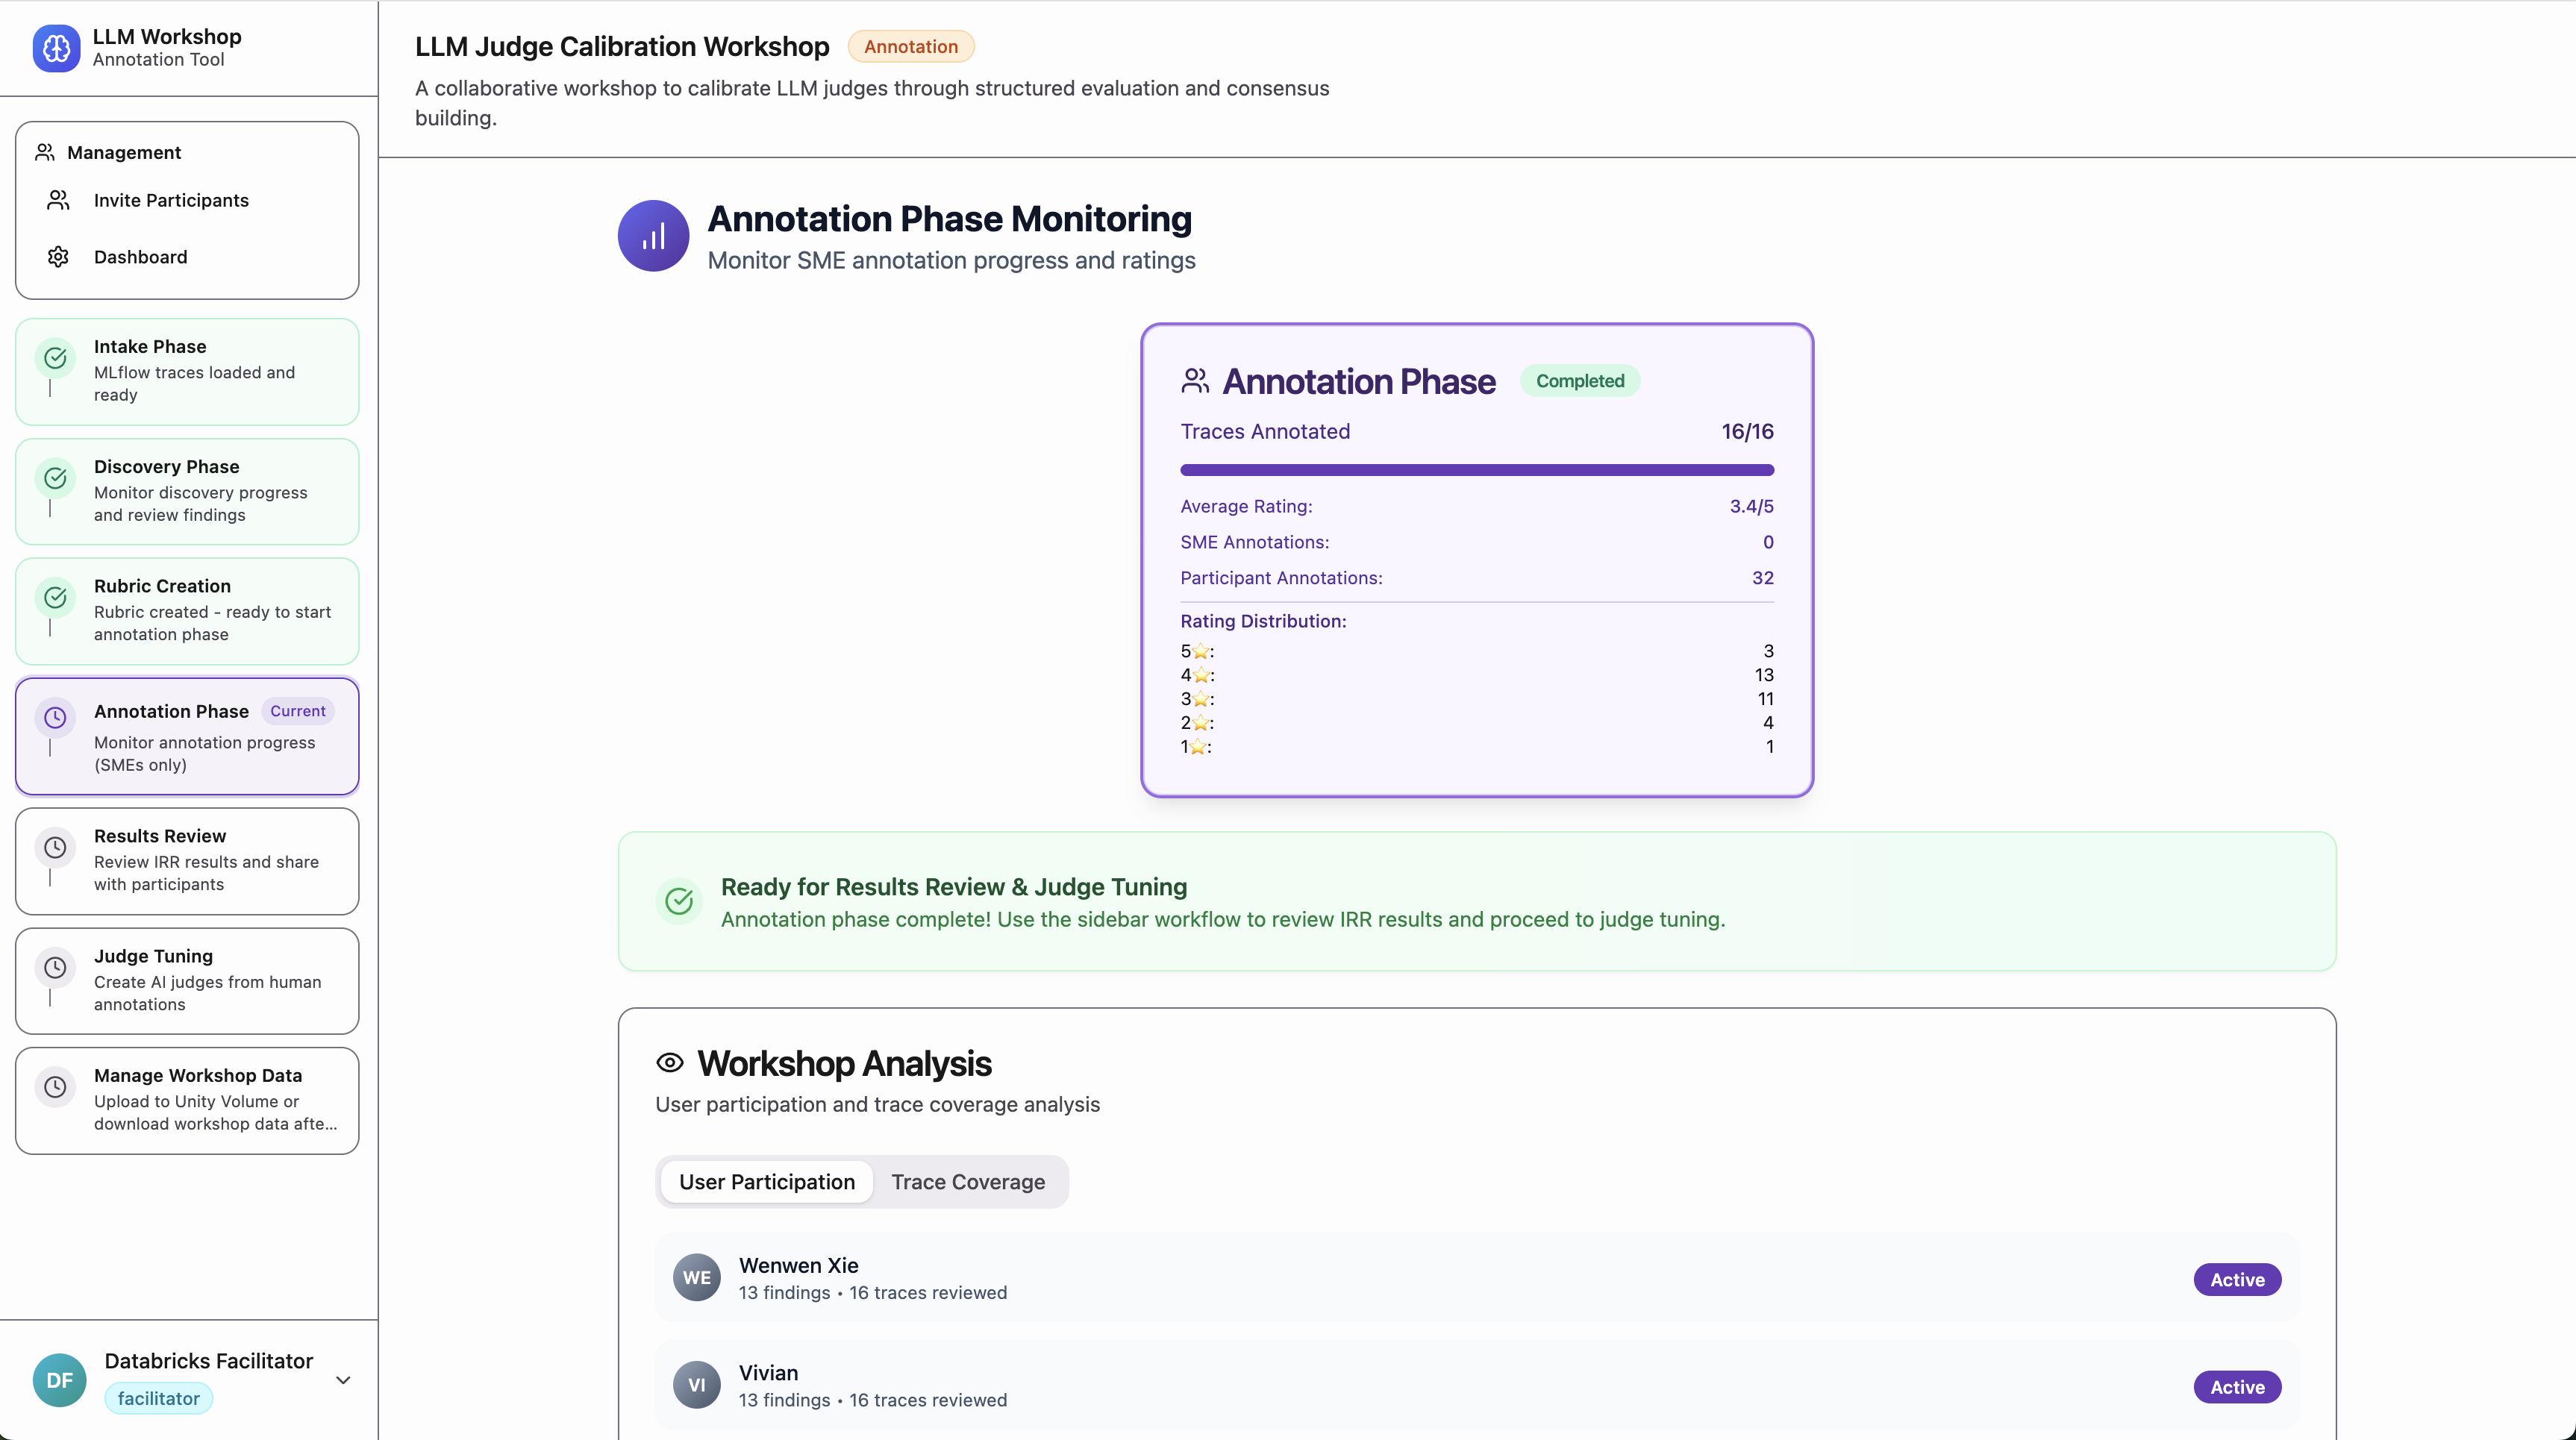 LLM Workshop
Annotation Tool
Management
Invite Participants
Dashboard
Intake Phase
MLflow traces loaded and
ready
Discovery Phase
Monitor discovery progress
and review findings
Rubric Creation
Rubric created - ready to start
annotation phase
Annotation Phase Current
Monitor annotation progress
(SMEs only)
Results Review
Review IRR results and share
with participants
Judge Tuning
Create AI judges from human
annotations
Manage Workshop Data
Upload to Unity Volume or
download workshop data afte...
DF
Databricks Facilitator
facilitator
LLM Judge Calibration Workshop Annotation
A collaborative workshop to calibrate LLM judges through structured evaluation and consensus
building.
Annotation Phase Monitoring
Monitor SME annotation progress and ratings
Annotation Phase Completed
Traces Annotated 16/16
Average Rating: 3.4/5
SME Annotations: 0
Participant Annotations: 32
Rating Distribution:
5⭐: 3
4⭐: 13
3⭐: 11
2⭐: 4
1⭐: 1
Ready for Results Review & Judge Tuning
Annotation phase complete! Use the sidebar workflow to review IRR results and proceed to judge tuning.
Workshop Analysis
User participation and trace coverage analysis
User Participation Trace Coverage
WE
Wenwen Xie
13 findings • 16 traces reviewed
Active
VI
Vivian
13 findings • 16 traces reviewed
Active